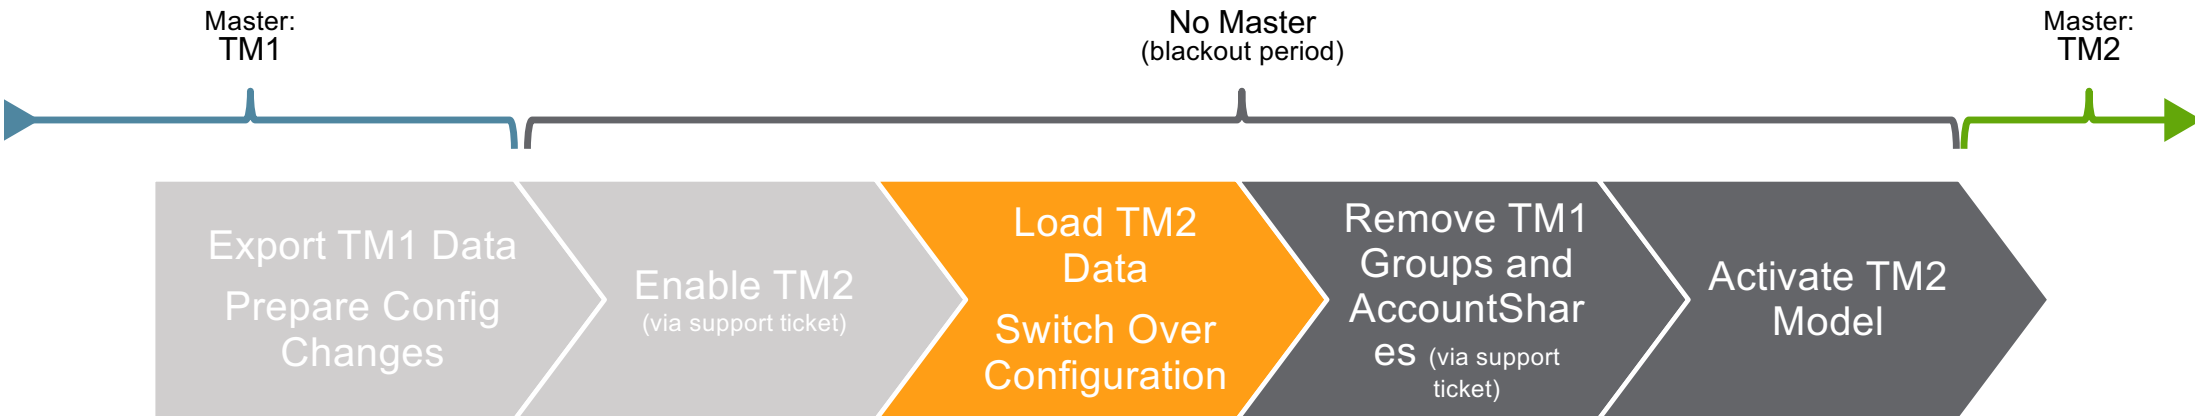 Master:
TM1
No Master
(blackout period)
Master:
TM2
Export TM1 Data
Prepare Config
Changes
Enable TM2
(via support ticket)
Load TM2
Data
Switch Over
Configuration
Remove TM1
Groups and
AccountShar
es (via support
ticket)
Activate TM2
Model